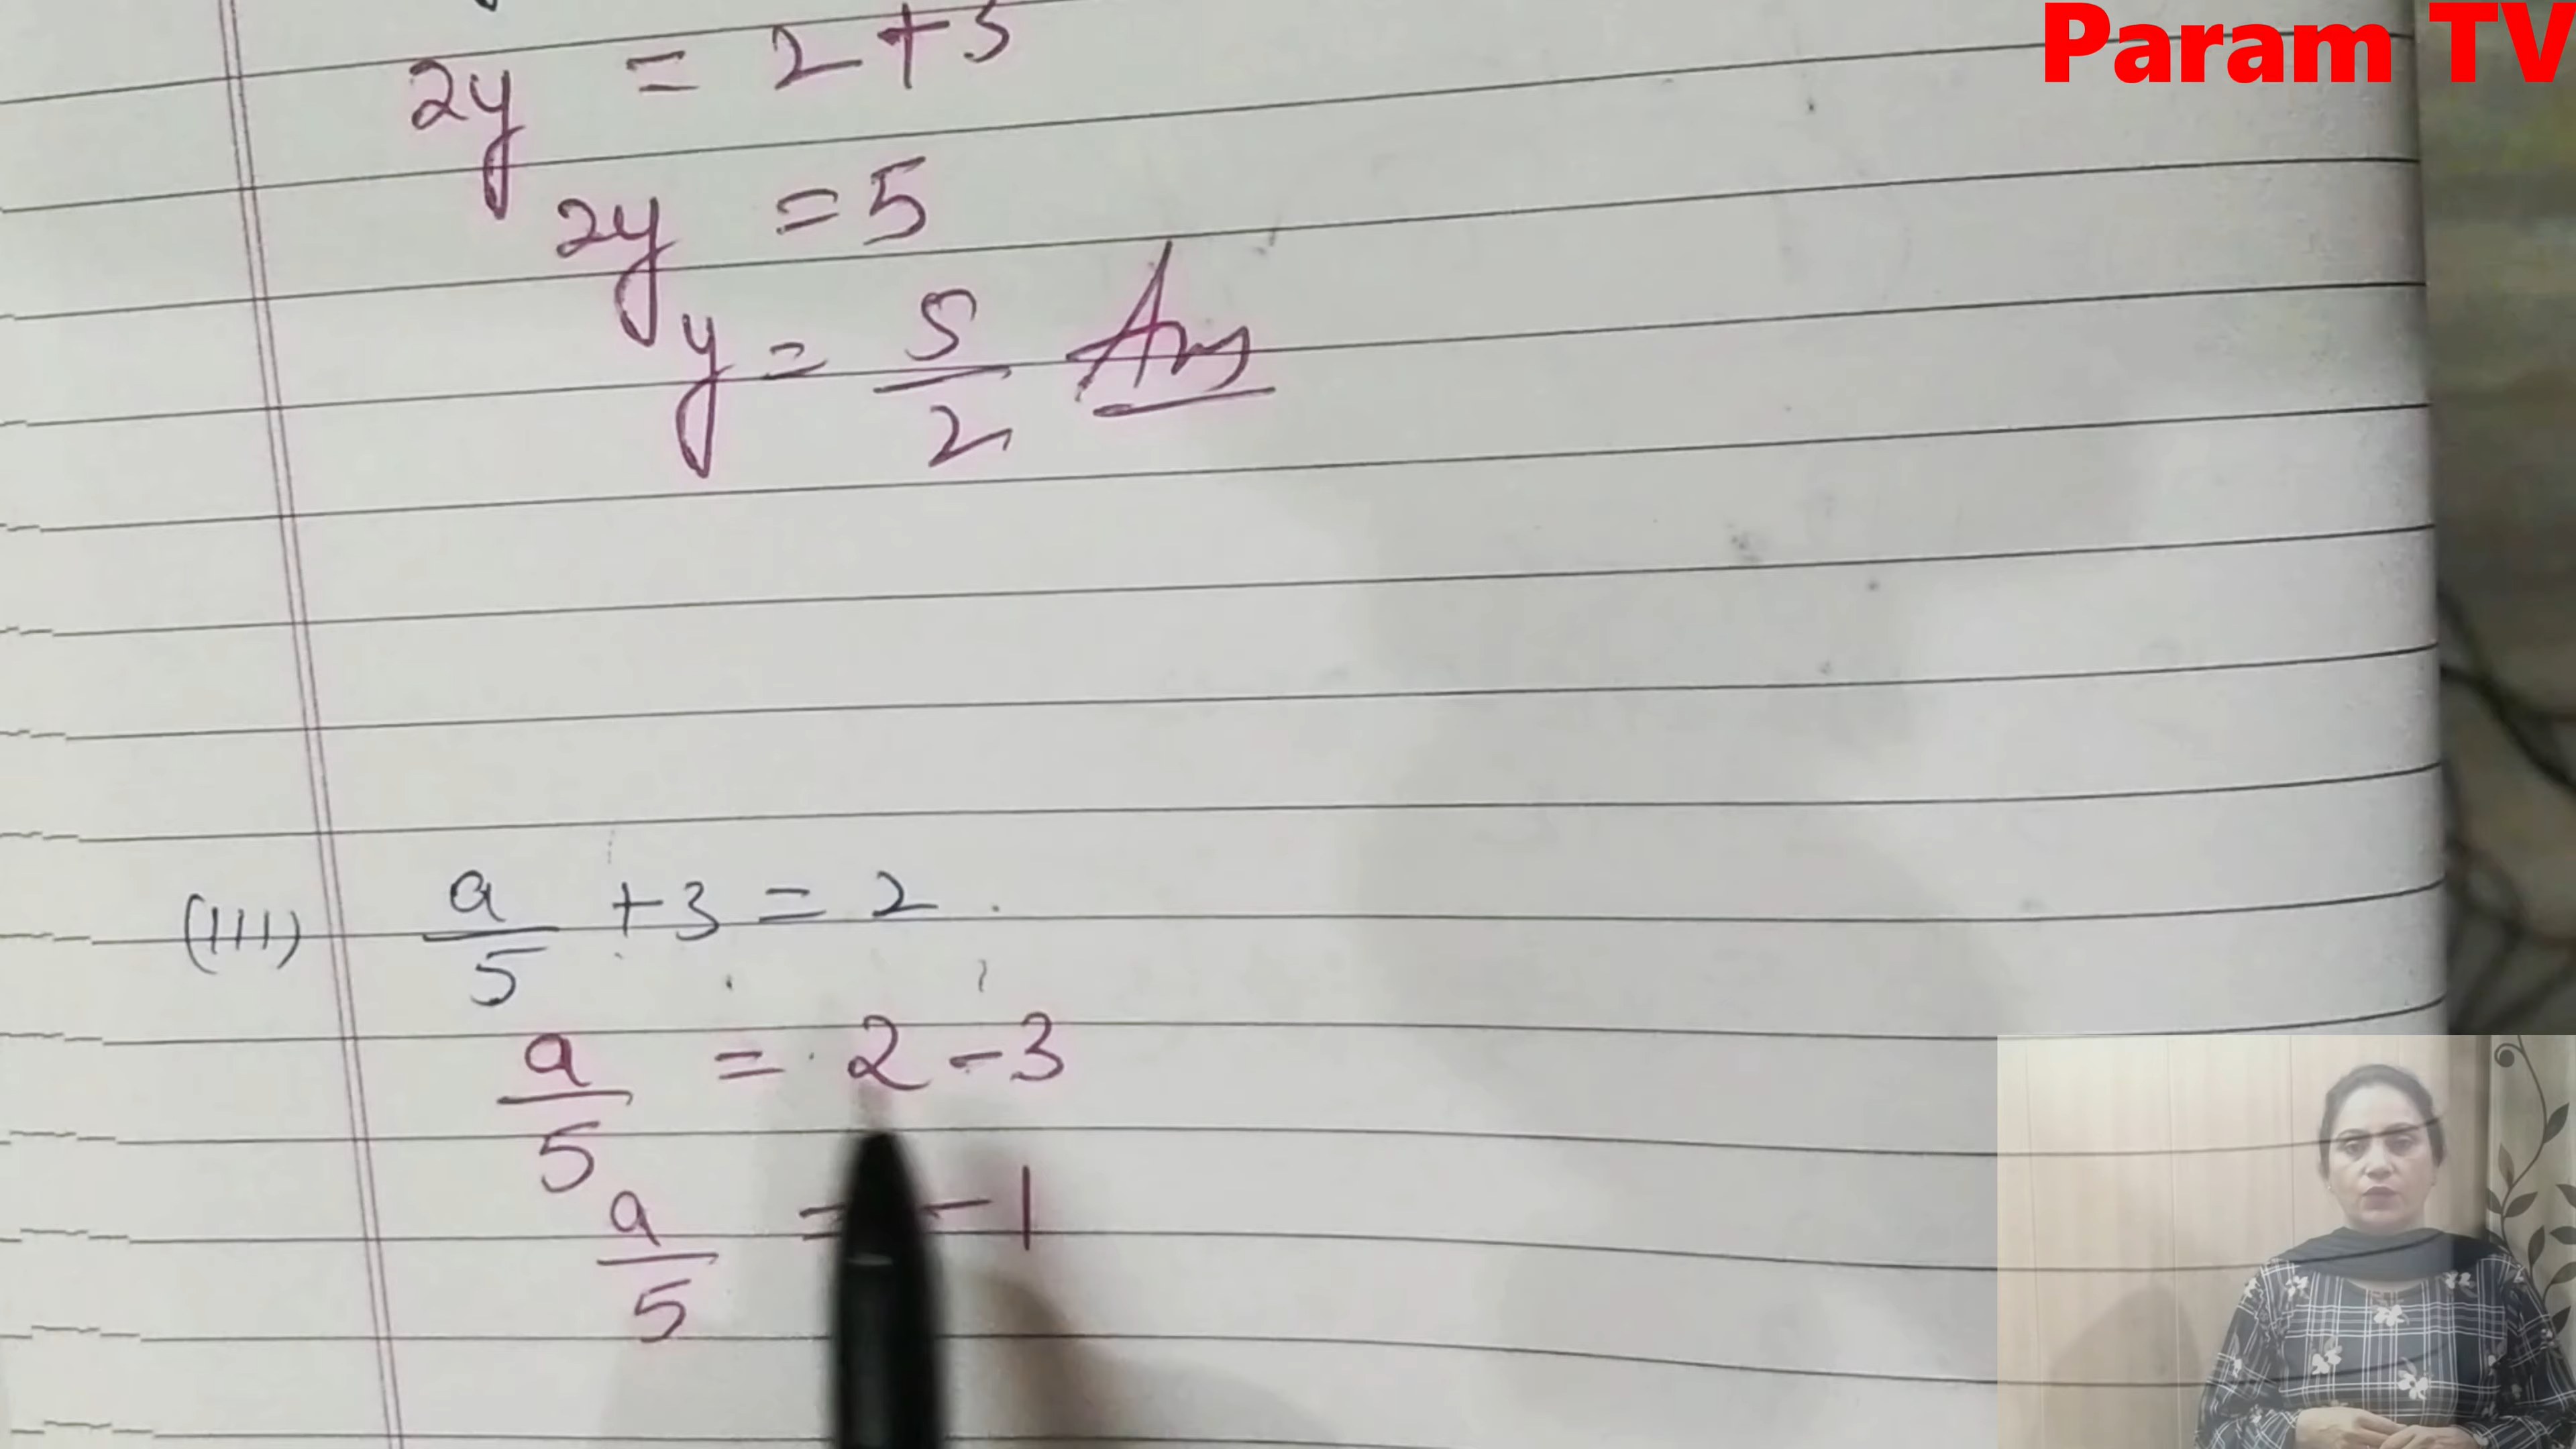 Param TV
2y = 2+3
2y = 5
y = 5/2 Ans
(III) a/5 +3 = 2
a/5 = 2-3
a/5 = -1